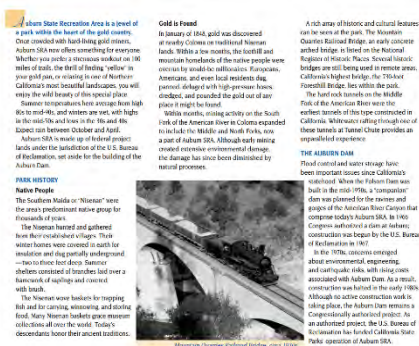 Auburn State Recreation Area is a jewel of
a park within the heart of the gold country.
Once crowded with hard-living gold miners,
Auburn SRA now offers something for everyone.
Whether you prefer a strenuous workout on 100
miles of trails, the thrill of finding "yellow" in
your gold pan, or relaxing in one of Northern
California's most beautiful landscapes, you will
enjoy the wild beauty of this special place.
Summer temperatures here average from high
80s to mid-90s, and winters are wet, with highs
in the mid-50s and lows in the 30s and 40s.
Expect rain between October and April.
Auburn SRA is made up of federal project
lands under the jurisdiction of the U.S. Bureau
of Reclamation, set aside for the building of the
Auburn Dam.
PARK HISTORY
Native People
The Southern Maidu or "Nisenan" were
the area's predominant native group for
thousands of years.
The Nisenan hunted and gathered
from their established villages. Their
winter homes were covered in earth for
insulation and dug partially underground
—two to three feet deep. Summer
shelters consisted of branches laid over a
framework of saplings and covered
with brush.
The Nisenan wove baskets for trapping
fish and for carrying, winnowing, and storing
food. Many Nisenan baskets grace museum
collections all over the world. Today's
descendants honor their ancient traditions.
Gold is Found
In January of 1848, gold was discovered
at nearby Coloma on traditional Nisenan
lands. Within a few months, the foothill and
mountain homelands of the native people were
overrun by would-be millionaires. Europeans,
Americans, and even local residents dug,
panned, deluged with high-pressure hoses,
dredged, and pounded the gold out of any
place it might be found.
Within months, mining activity on the South
Fork of the American River in Coloma expanded
to include the Middle and North Forks, now
a part of Auburn SRA. Although early mining
created extensive environmental damage,
the damage has since been diminished by
natural processes.
Mountain Quarries Railroad Bridge, circa 1920s
A rich array of historic and cultural features
can be seen at the park. The Mountain
Quarries Railroad Bridge, an early concrete
arched bridge, is listed on the National
Register of Historic Places. Several historic
bridges are still being used in remote areas.
California's highest bridge, the 730-foot
Foresthill Bridge, lies within the park.
The hard rock tunnels on the Middle
Fork of the American River were the
earliest tunnels of this type constructed in
California. Whitewater rafting through one of
these tunnels at Tunnel Chute provides an
unparalleled experience.
THE AUBURN DAM
Flood control and water storage have
been important issues since California's
statehood. When the Folsom Dam was
built in the mid-1950s, a "companion"
dam was planned for the ravines and
gorges of the American River Canyon that
comprise today's Auburn SRA. In 1965
Congress authorized a dam at Auburn;
construction was begun by the U.S. Bureau
of Reclamation in 1967.
In the 1970s, concerns emerged
about environmental, engineering,
and earthquake risks, with rising costs
associated with Auburn Dam. As a result,
construction was halted in the early 1980s.
Although no active construction work is
taking place, the Auburn Dam remains a
Congressionally authorized project. As
an authorized project, the U.S. Bureau of
Reclamation has funded California State
Parks' operation of Auburn SRA.